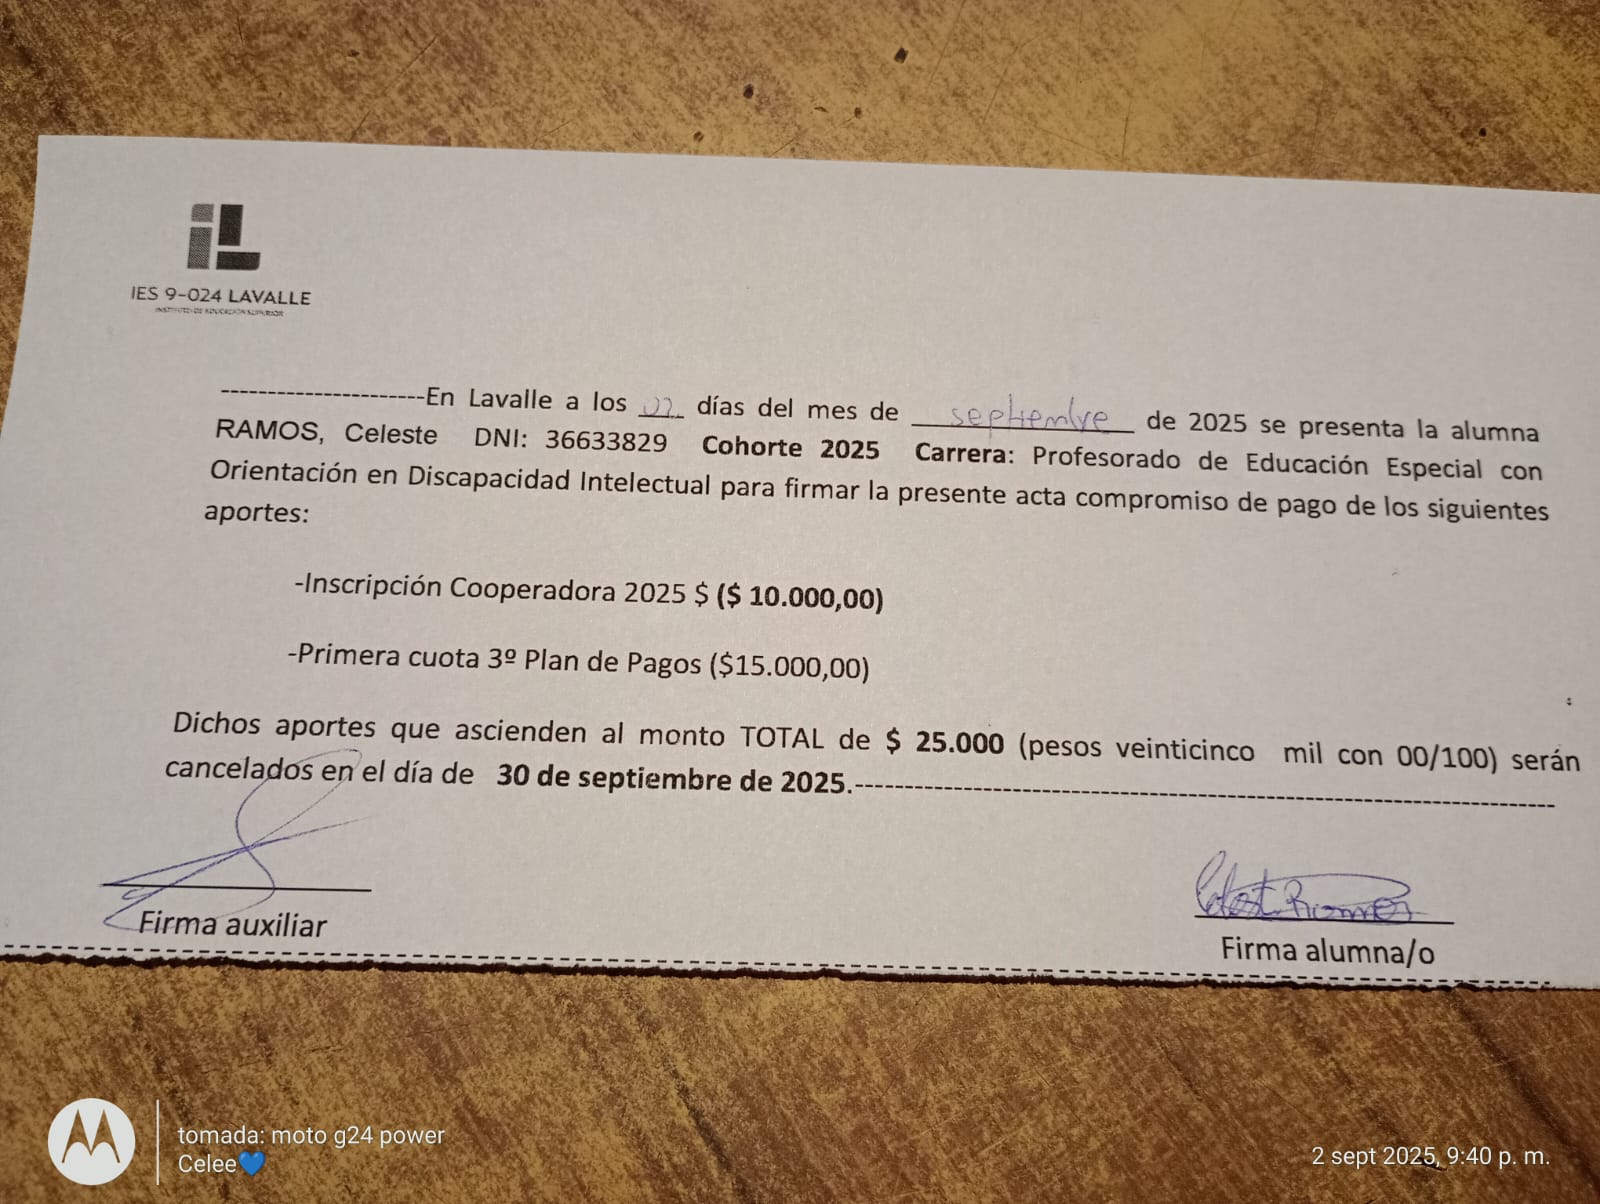 IES 9-024 LAVALLE
INSTITUTO DE EDUCACIÓN SUPERIOR
----------------------En Lavalle a los 02 días del mes de septiembre de 2025 se presenta la alumna
RAMOS, Celeste DNI: 36633829 Cohorte 2025 Carrera: Profesorado de Educación Especial con
Orientación en Discapacidad Intelectual para firmar la presente acta compromiso de pago de los siguientes
aportes:
-Inscripción Cooperadora 2025 $ ($ 10.000,00)
-Primera cuota 3º Plan de Pagos ($15.000,00)
Dichos aportes que ascienden al monto TOTAL de $ 25.000 (pesos veinticinco mil con 00/100) serán
cancelados en el día de 30 de septiembre de 2025.----------------------------------------------------------------------
Celeste Ramos
Firma auxiliar
Firma alumna/o
tomada: moto g24 power
Celee💙
2 sept 2025, 9:40 p. m.